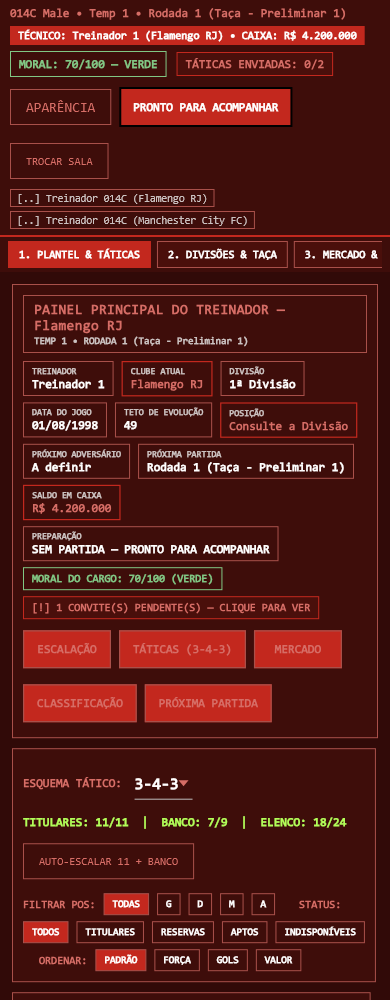 014C Male • Temp 1 • Rodada 1 (Taça - Preliminar 1)
TÉCNICO: Treinador 1 (Flamengo RJ) • CAIXA: R$ 4.200.000
MORAL: 70/100 — VERDE TÁTICAS ENVIADAS: 0/2
APARÊNCIA PRONTO PARA ACOMPANHAR
TROCAR SALA
[..] Treinador 014C (Flamengo RJ)
[..] Treinador 014C (Manchester City FC)
1. PLANTEL & TÁTICAS 2. DIVISÕES & TAÇA 3. MERCADO &
PAINEL PRINCIPAL DO TREINADOR —
Flamengo RJ
TEMP 1 • RODADA 1 (Taça - Preliminar 1)
TREINADOR CLUBE ATUAL DIVISÃO
Treinador 1 Flamengo RJ 1ª Divisão
DATA DO JOGO TETO DE EVOLUÇÃO POSIÇÃO
01/08/1998 49 Consulte a Divisão
PRÓXIMO ADVERSÁRIO PRÓXIMA PARTIDA
A definir Rodada 1 (Taça - Preliminar 1)
SALDO EM CAIXA
R$ 4.200.000
PREPARAÇÃO
SEM PARTIDA — PRONTO PARA ACOMPANHAR
MORAL DO CARGO: 70/100 (VERDE)
[!] 1 CONVITE(S) PENDENTE(S) — CLIQUE PARA VER
ESCALAÇÃO TÁTICAS (3-4-3) MERCADO
CLASSIFICAÇÃO PRÓXIMA PARTIDA
ESQUEMA TÁTICO: 3-4-3
TITULARES: 11/11 | BANCO: 7/9 | ELENCO: 18/24
AUTO-ESCALAR 11 + BANCO
FILTRAR POS: TODAS G D M A STATUS:
TODOS TITULARES RESERVAS APTOS INDISPONÍVEIS
ORDENAR: PADRÃO FORÇA GOLS VALOR